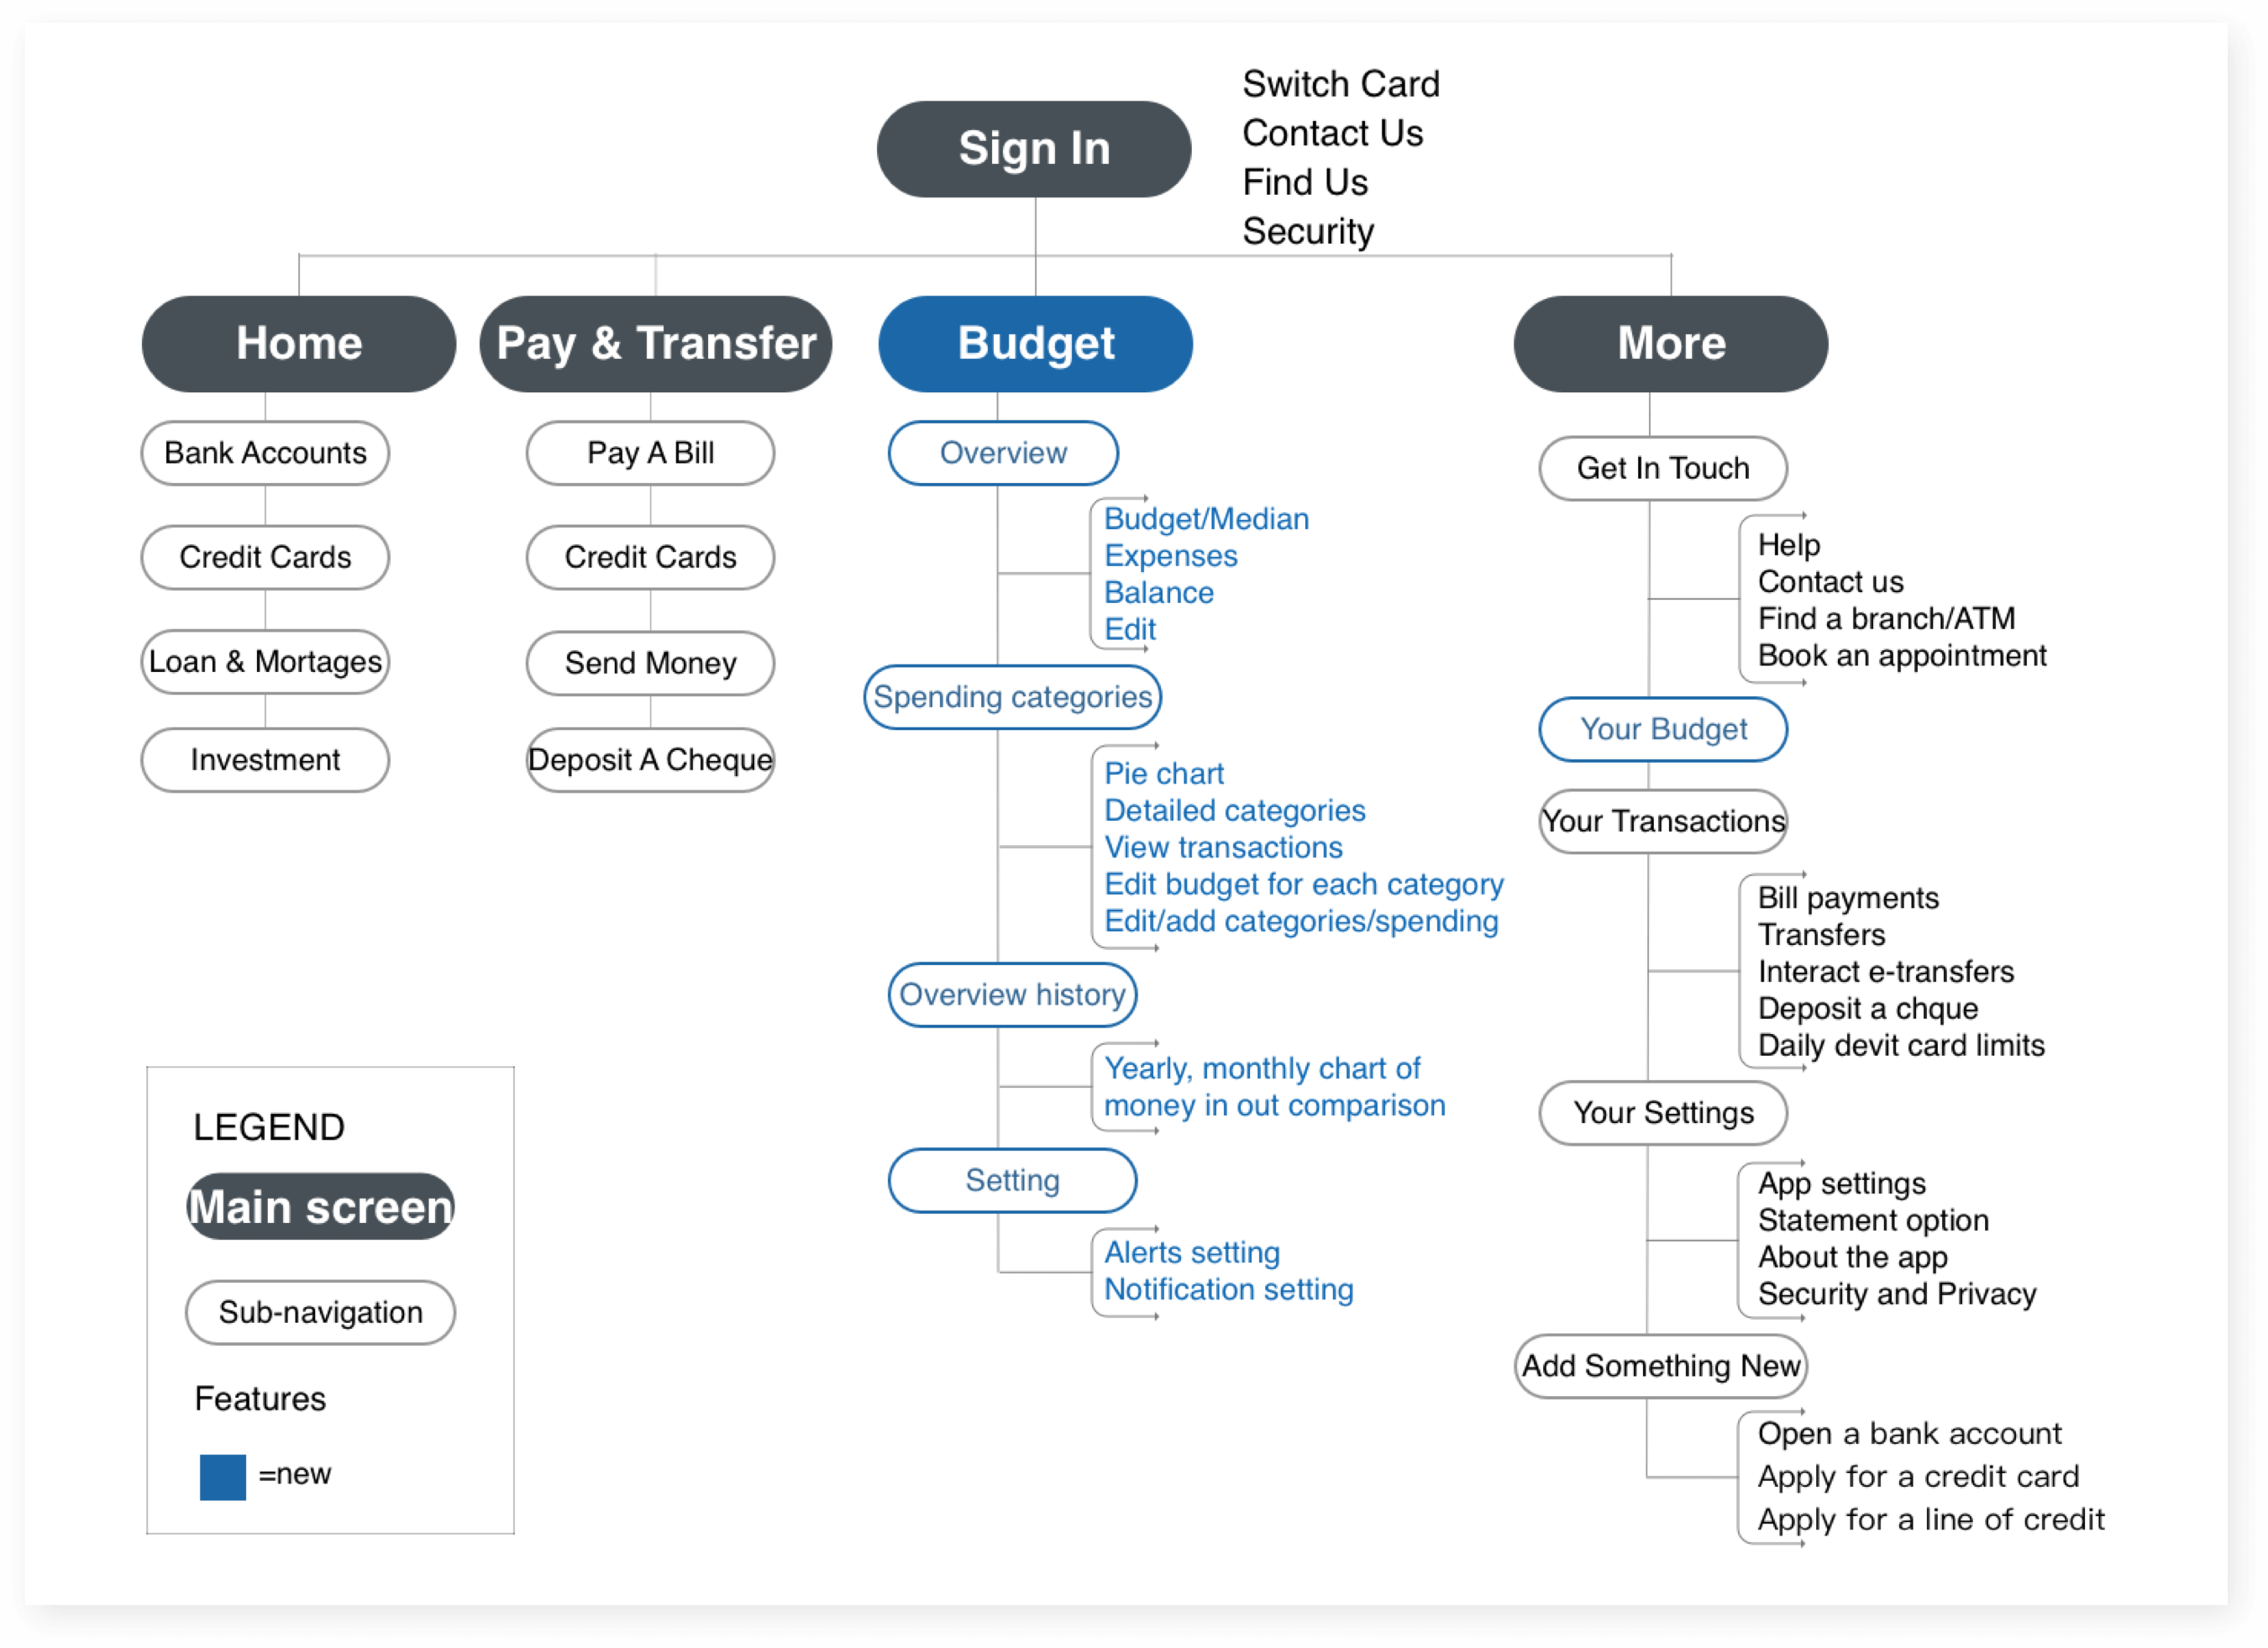 Sign In
Switch Card
Contact Us
Find Us
Security
Home
Bank Accounts
Credit Cards
Loan & Mortages
Investment
Pay & Transfer
Pay A Bill
Credit Cards
Send Money
Deposit A Cheque
Budget
Overview
Budget/Median
Expenses
Balance
Edit
Spending categories
Pie chart
Detailed categories
View transactions
Edit budget for each category
Edit/add categories/spending
Overview history
Yearly, monthly chart of
money in out comparison
Setting
Alerts setting
Notification setting
More
Get In Touch
Help
Contact us
Find a branch/ATM
Book an appointment
Your Budget
Your Transactions
Bill payments
Transfers
Interact e-transfers
Deposit a chque
Daily devit card limits
Your Settings
App settings
Statement option
About the app
Security and Privacy
Add Something New
Open a bank account
Apply for a credit card
Apply for a line of credit
LEGEND
Main screen
Sub-navigation
Features
=new